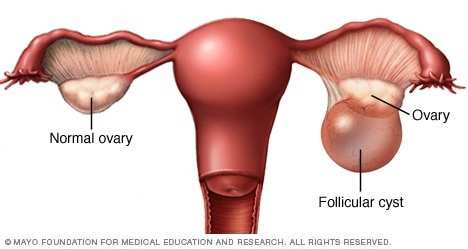 Normal ovary
Ovary
Follicular cyst
© MAYO FOUNDATION FOR MEDICAL EDUCATION AND RESEARCH. ALL RIGHTS RESERVED.